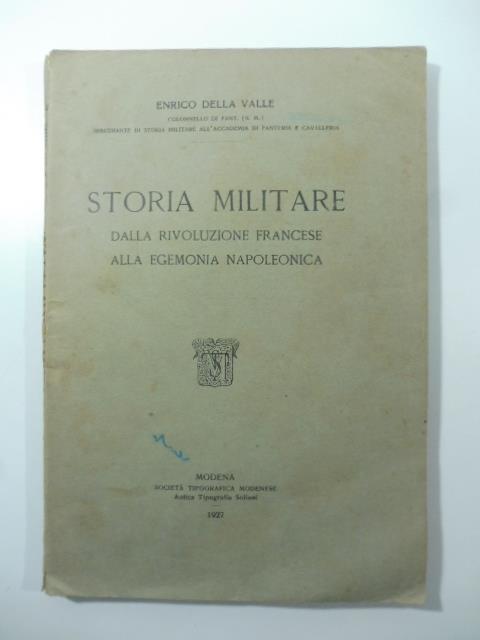 ENRICO DELLA VALLE
COLONNELLO DI FANT. (S. M.)
INSEGNANTE DI STORIA MILITARE ALL'ACCADEMIA DI FANTERIA E CAVALLERIA
STORIA MILITARE
DALLA RIVOLUZIONE FRANCESE
ALLA EGEMONIA NAPOLEONICA
MODENA
SOCIETÀ TIPOGRAFICA MODENESE
Antica Tipografia Soliani
1927